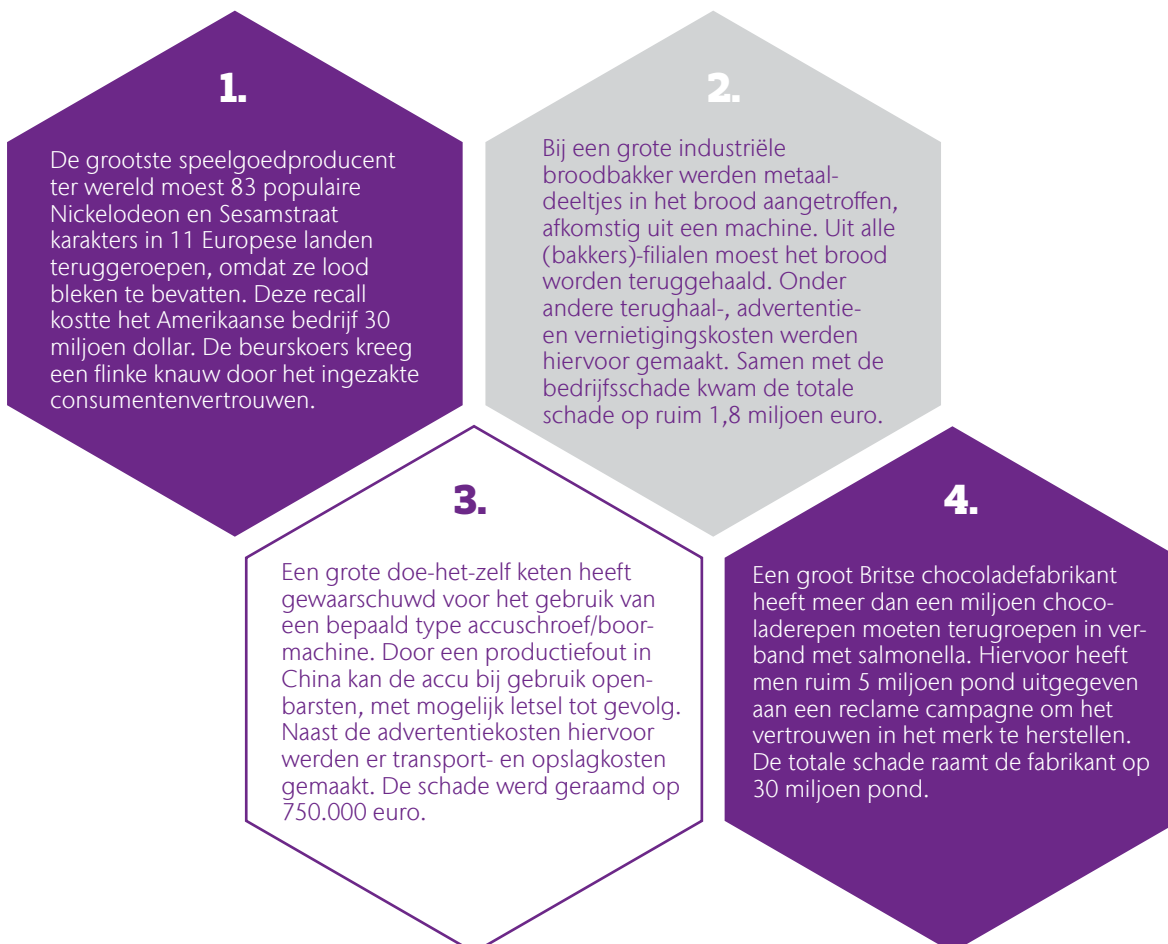 1.
De grootste speelgoedproducent
ter wereld moest 83 populaire
Nickelodeon en Sesamstraat
karakters in 11 Europese landen
teruggeroepen, omdat ze lood
bleken te bevatten. Deze recall
kostte het Amerikaanse bedrijf 30
miljoen dollar. De beurskoers kreeg
een flinke knauw door het ingezakte
consumentenvertrouwen.
2.
Bij een grote industriële
broodbakker werden metaal-
deeltjes in het brood aangetroffen,
afkomstig uit een machine. Uit alle
(bakkers)-filialen moest het brood
worden teruggehaald. Onder
andere terughaal-, advertentie-
en vernietigingskosten werden
hiervoor gemaakt. Samen met de
bedrijfsschade kwam de totale
schade op ruim 1,8 miljoen euro.
3.
Een grote doe-het-zelf keten heeft
gewaarschuwd voor het gebruik van
een bepaald type accuschroef/boor-
machine. Door een productiefout in
China kan de accu bij gebruik open-
barsten, met mogelijk letsel tot gevolg.
Naast de advertentiekosten hiervoor
werden er transport- en opslagkosten
gemaakt. De schade werd geraamd op
750.000 euro.
4.
Een groot Britse chocoladefabrikant
heeft meer dan een miljoen choco-
laderepen moeten terugroepen in ver-
band met salmonella. Hiervoor heeft
men ruim 5 miljoen pond uitgegeven
aan een reclame campagne om het
vertrouwen in het merk te herstellen.
De totale schade raamt de fabrikant op
30 miljoen pond.